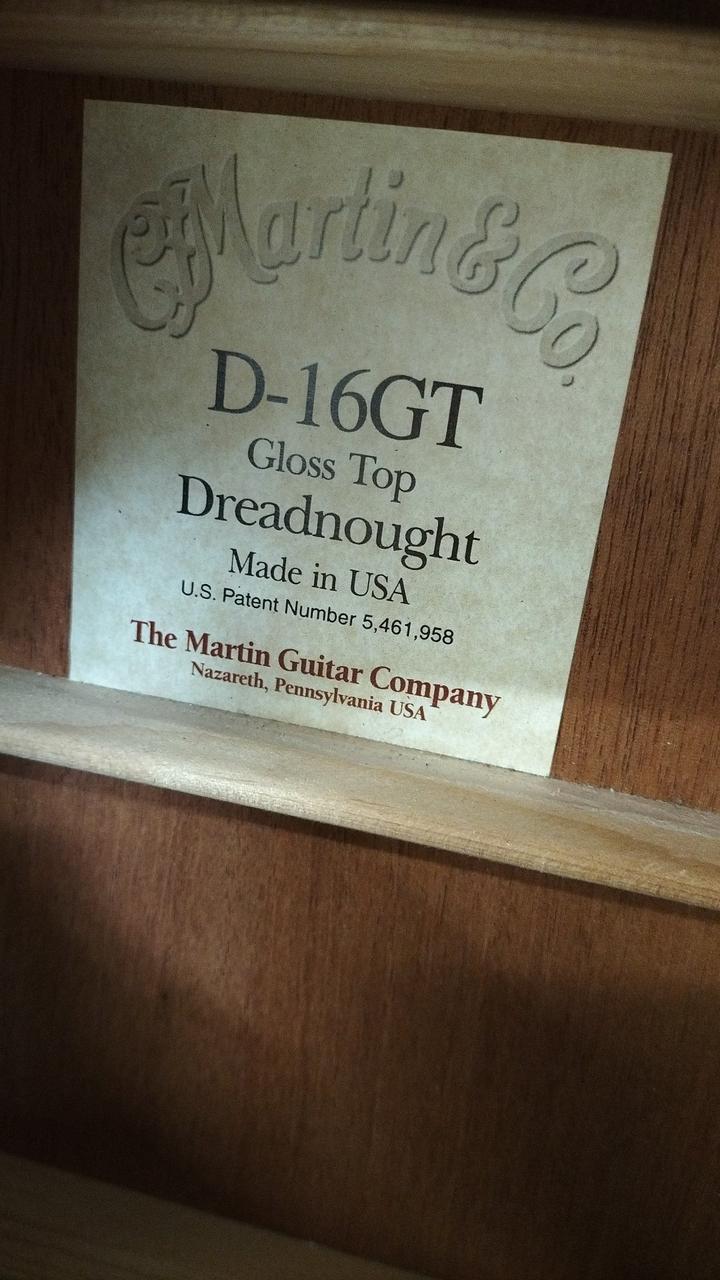 CF Martin & Co.
D-16GT
Gloss Top
Dreadnought
Made in USA
U.S. Patent Number 5,461,958
The Martin Guitar Company
Nazareth, Pennsylvania USA